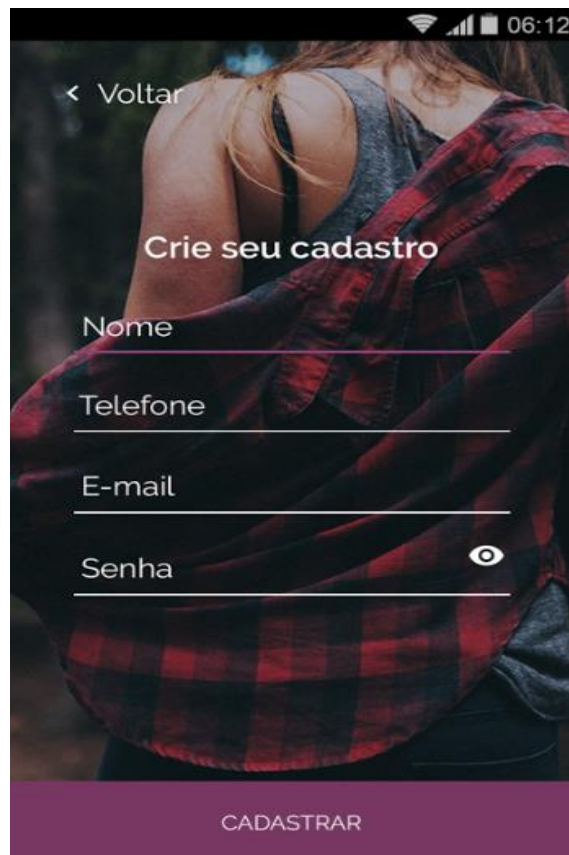 06:12
< Voltar
Crie seu cadastro
Nome
Telefone
E-mail
Senha
CADASTRAR